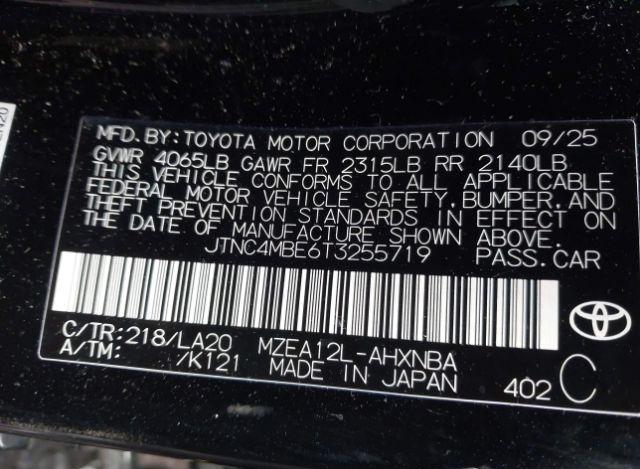 MFD. BY: TOYOTA MOTOR CORPORATION 09/25
GVWR 4065LB GAWR FR 2315LB RR 2140LB
THIS VEHICLE CONFORMS TO ALL APPLICABLE
FEDERAL MOTOR VEHICLE SAFETY, BUMPER, AND
THEFT PREVENTION STANDARDS IN EFFECT ON
THE DATE OF MANUFACTURE SHOWN ABOVE.
JTNC4MBE6T3255719 PASS.CAR
C/TR: 218/LA20 MZEA12L-AHXNBA
A/TM: /K121 MADE IN JAPAN 402 C